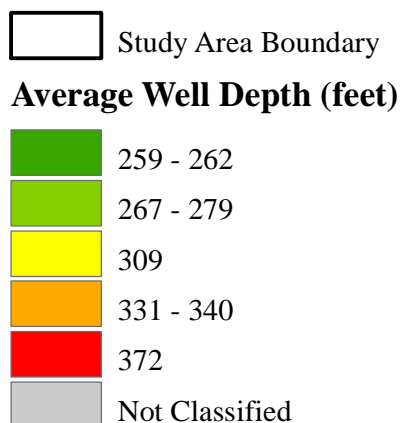 Study Area Boundary
Average Well Depth (feet)
259 - 262
267 - 279
309
331 - 340
372
Not Classified